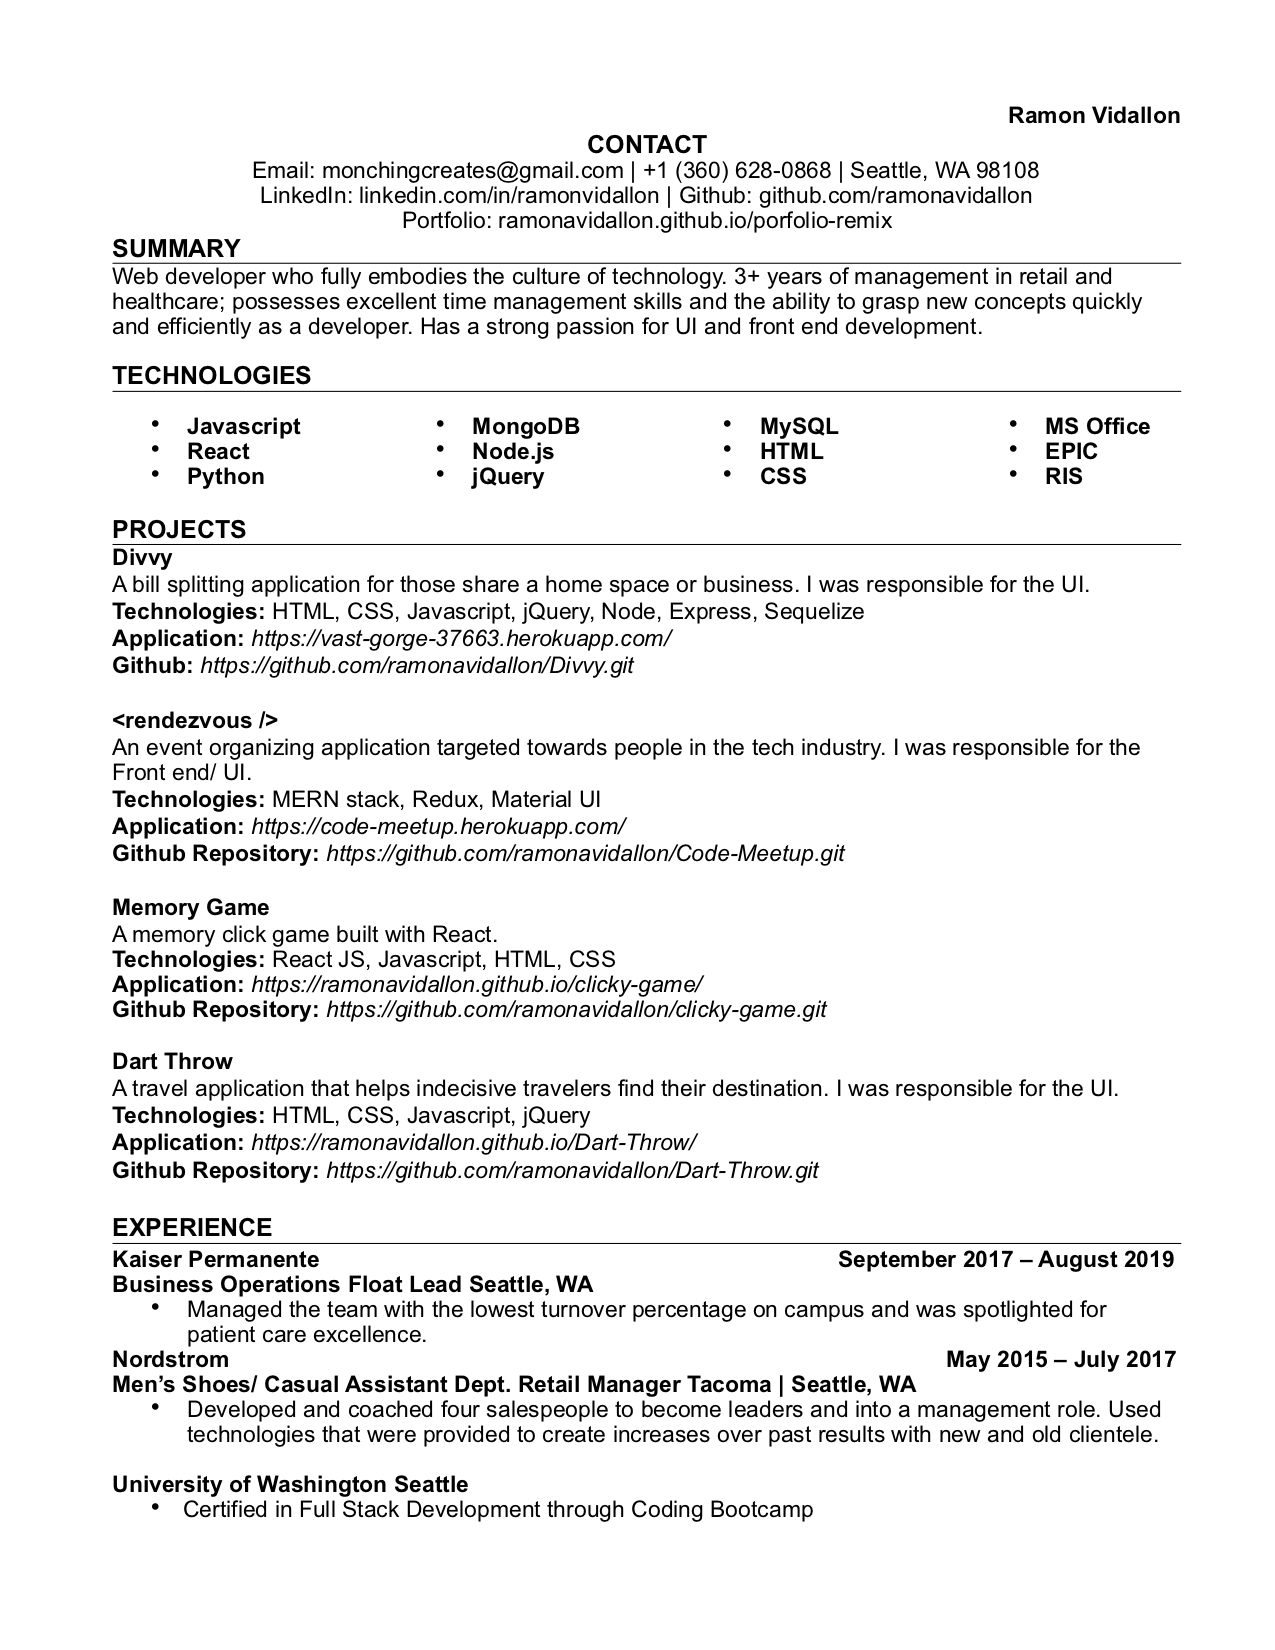 Ramon Vidallon
CONTACT
Email: monchingcreates@gmail.com | +1 (360) 628-0868 | Seattle, WA 98108
LinkedIn: linkedin.com/in/ramonvidallon | Github: github.com/ramonavidallon
Portfolio: ramonavidallon.github.io/porfolio-remix
SUMMARY
Web developer who fully embodies the culture of technology. 3+ years of management in retail and
healthcare; possesses excellent time management skills and the ability to grasp new concepts quickly
and efficiently as a developer. Has a strong passion for UI and front end development.
TECHNOLOGIES
• Javascript • MongoDB • MySQL • MS Office
• React • Node.js • HTML • EPIC
• Python • jQuery • CSS • RIS
PROJECTS
Divvy
A bill splitting application for those share a home space or business. I was responsible for the UI.
Technologies: HTML, CSS, Javascript, jQuery, Node, Express, Sequelize
Application: https://vast-gorge-37663.herokuapp.com/
Github: https://github.com/ramonavidallon/Divvy.git
<rendezvous />
An event organizing application targeted towards people in the tech industry. I was responsible for the
Front end/ UI.
Technologies: MERN stack, Redux, Material UI
Application: https://code-meetup.herokuapp.com/
Github Repository: https://github.com/ramonavidallon/Code-Meetup.git
Memory Game
A memory click game built with React.
Technologies: React JS, Javascript, HTML, CSS
Application: https://ramonavidallon.github.io/clicky-game/
Github Repository: https://github.com/ramonavidallon/clicky-game.git
Dart Throw
A travel application that helps indecisive travelers find their destination. I was responsible for the UI.
Technologies: HTML, CSS, Javascript, jQuery
Application: https://ramonavidallon.github.io/Dart-Throw/
Github Repository: https://github.com/ramonavidallon/Dart-Throw.git
EXPERIENCE
Kaiser Permanente September 2017 – August 2019
Business Operations Float Lead Seattle, WA
• Managed the team with the lowest turnover percentage on campus and was spotlighted for
patient care excellence.
Nordstrom May 2015 – July 2017
Men’s Shoes/ Casual Assistant Dept. Retail Manager Tacoma | Seattle, WA
• Developed and coached four salespeople to become leaders and into a management role. Used
technologies that were provided to create increases over past results with new and old clientele.
University of Washington Seattle
• Certified in Full Stack Development through Coding Bootcamp